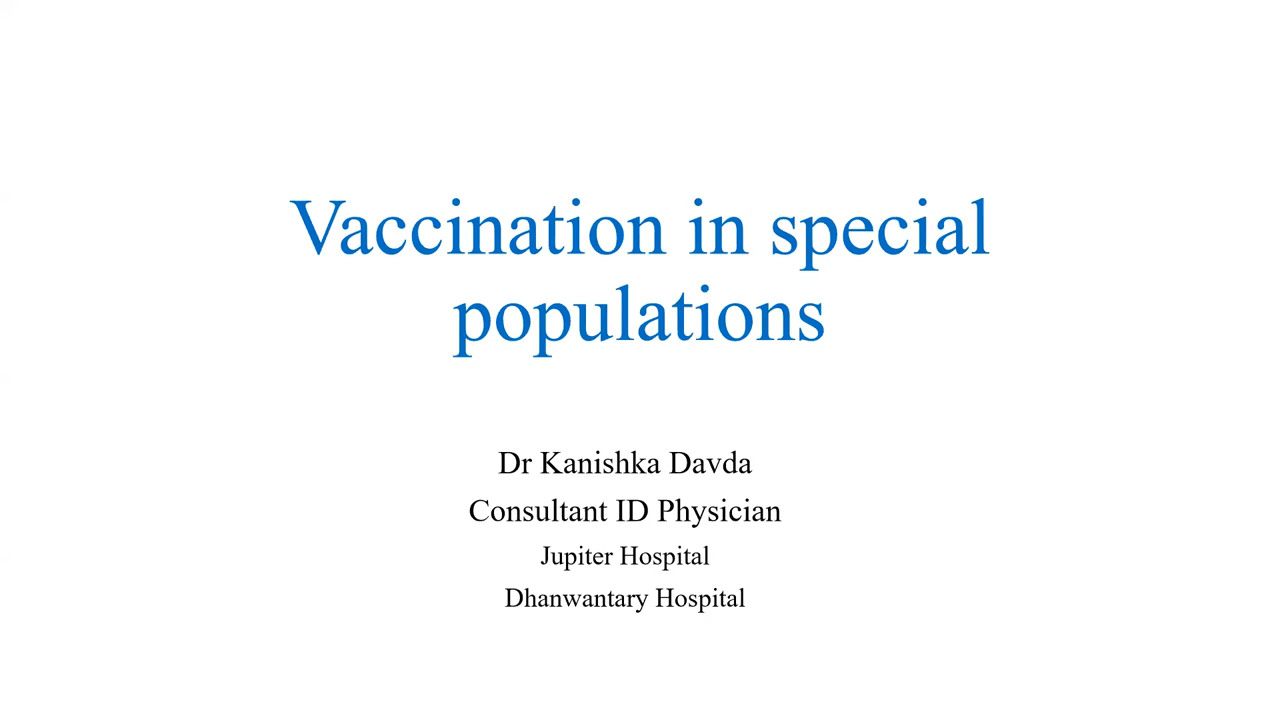 Vaccination in special
populations
Dr Kanishka Davda
Consultant ID Physician
Jupiter Hospital
Dhanwantary Hospital